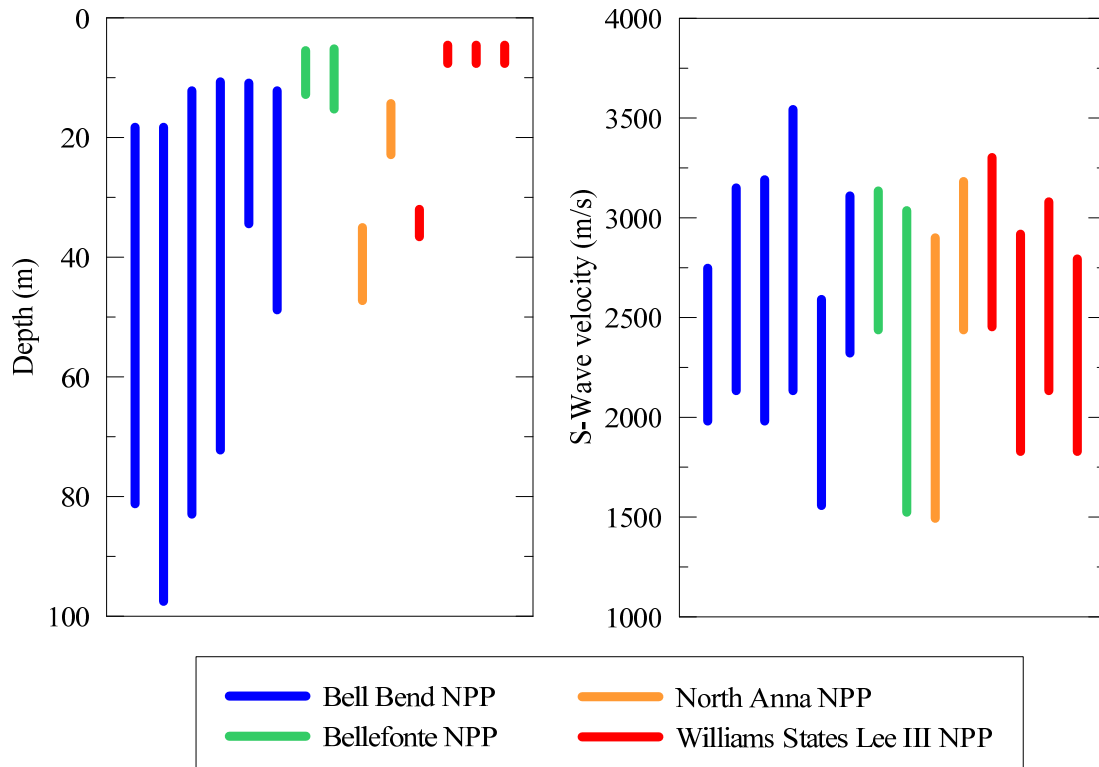 Depth (m)
0
20
40
60
80
100
S-Wave velocity (m/s)
4000
3500
3000
2500
2000
1500
1000
Bell Bend NPP
North Anna NPP
Bellefonte NPP
Williams States Lee III NPP